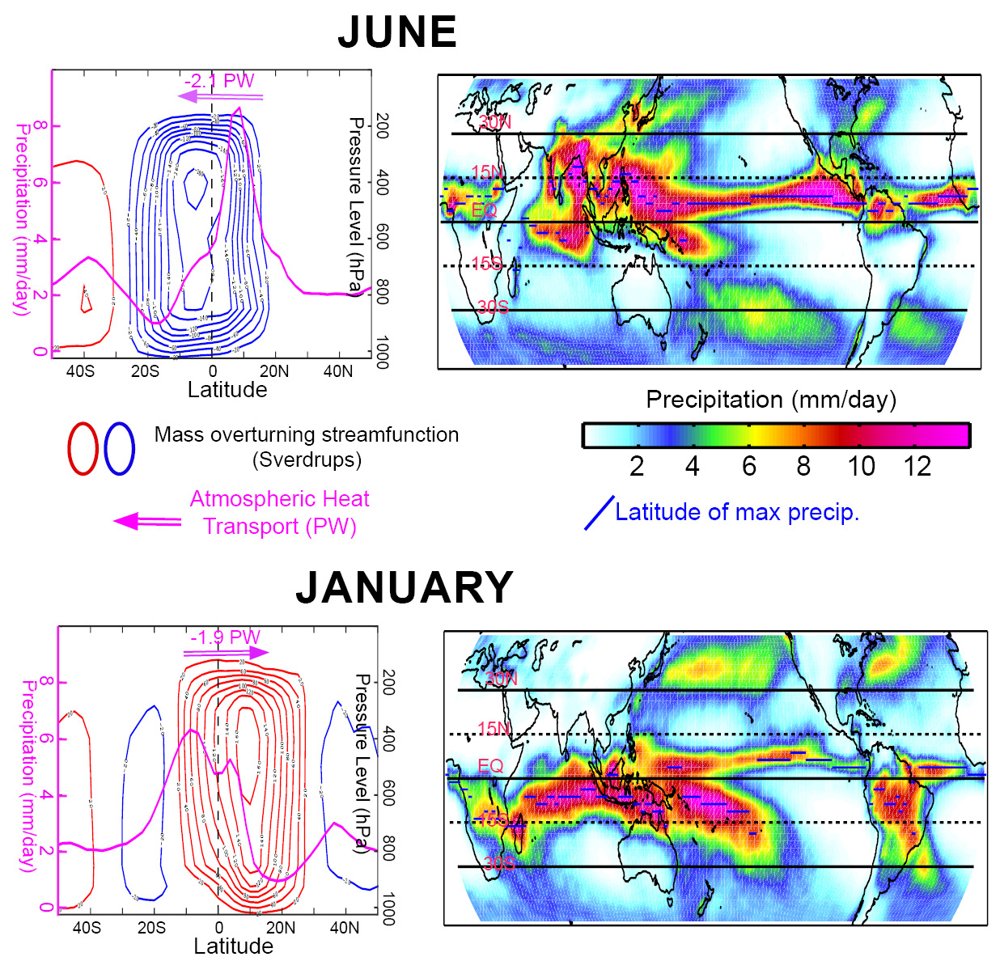 JUNE
-2.1 PW
8
6
4
2
0
Precipitation (mm/day)
200
400
600
800
1000
Pressure Level (hPa)
40S 20S 0 20N 40N
Latitude
30N
15N
EQ
15S
30S
Mass overturning streamfunction
(Sverdrups)
Atmospheric Heat
Transport (PW)
Precipitation (mm/day)
2 4 6 8 10 12
Latitude of max precip.
JANUARY
-1.9 PW
8
6
4
2
0
Precipitation (mm/day)
200
400
600
800
1000
Pressure Level (hPa)
40S 20S 0 20N 40N
Latitude
30N
15N
EQ
15S
30S